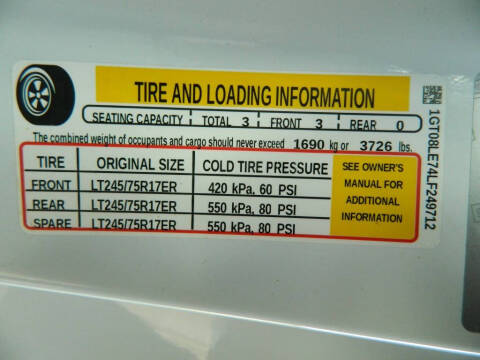 TIRE AND LOADING INFORMATION
SEATING CAPACITY TOTAL 3 FRONT 3 REAR 0
The combined weight of occupants and cargo should never exceed 1690 kg or 3726 lbs.
TIRE ORIGINAL SIZE COLD TIRE PRESSURE
FRONT LT245/75R17ER 420 kPa, 60 PSI
REAR LT245/75R17ER 550 kPa, 80 PSI
SPARE LT245/75R17ER 550 kPa, 80 PSI
SEE OWNER'S
MANUAL FOR
ADDITIONAL
INFORMATION
1GT08LE74LF249712